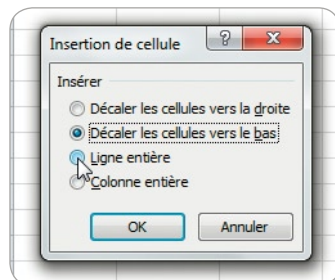 Insertion de cellule
Insérer
Décaler les cellules vers la droite
Décaler les cellules vers le bas
Ligne entière
Colonne entière
OK
Annuler